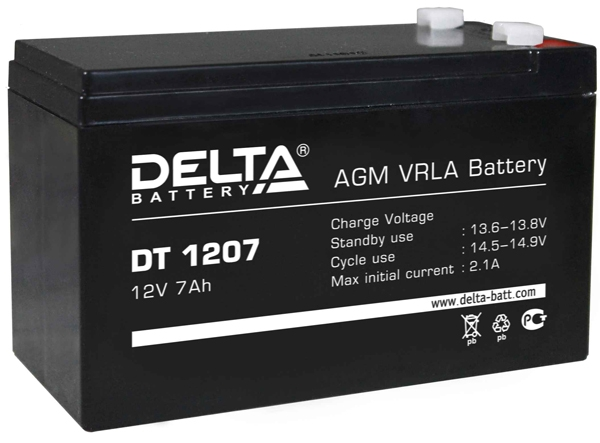 DELTA®
BATTERY
DT 1207
12V 7Ah
AGM VRLA Battery
Charge Voltage
Standby use : 13.6–13.8V
Cycle use : 14.5–14.9V
Max initial current : 2.1A
www.delta-batt.com
pb pb